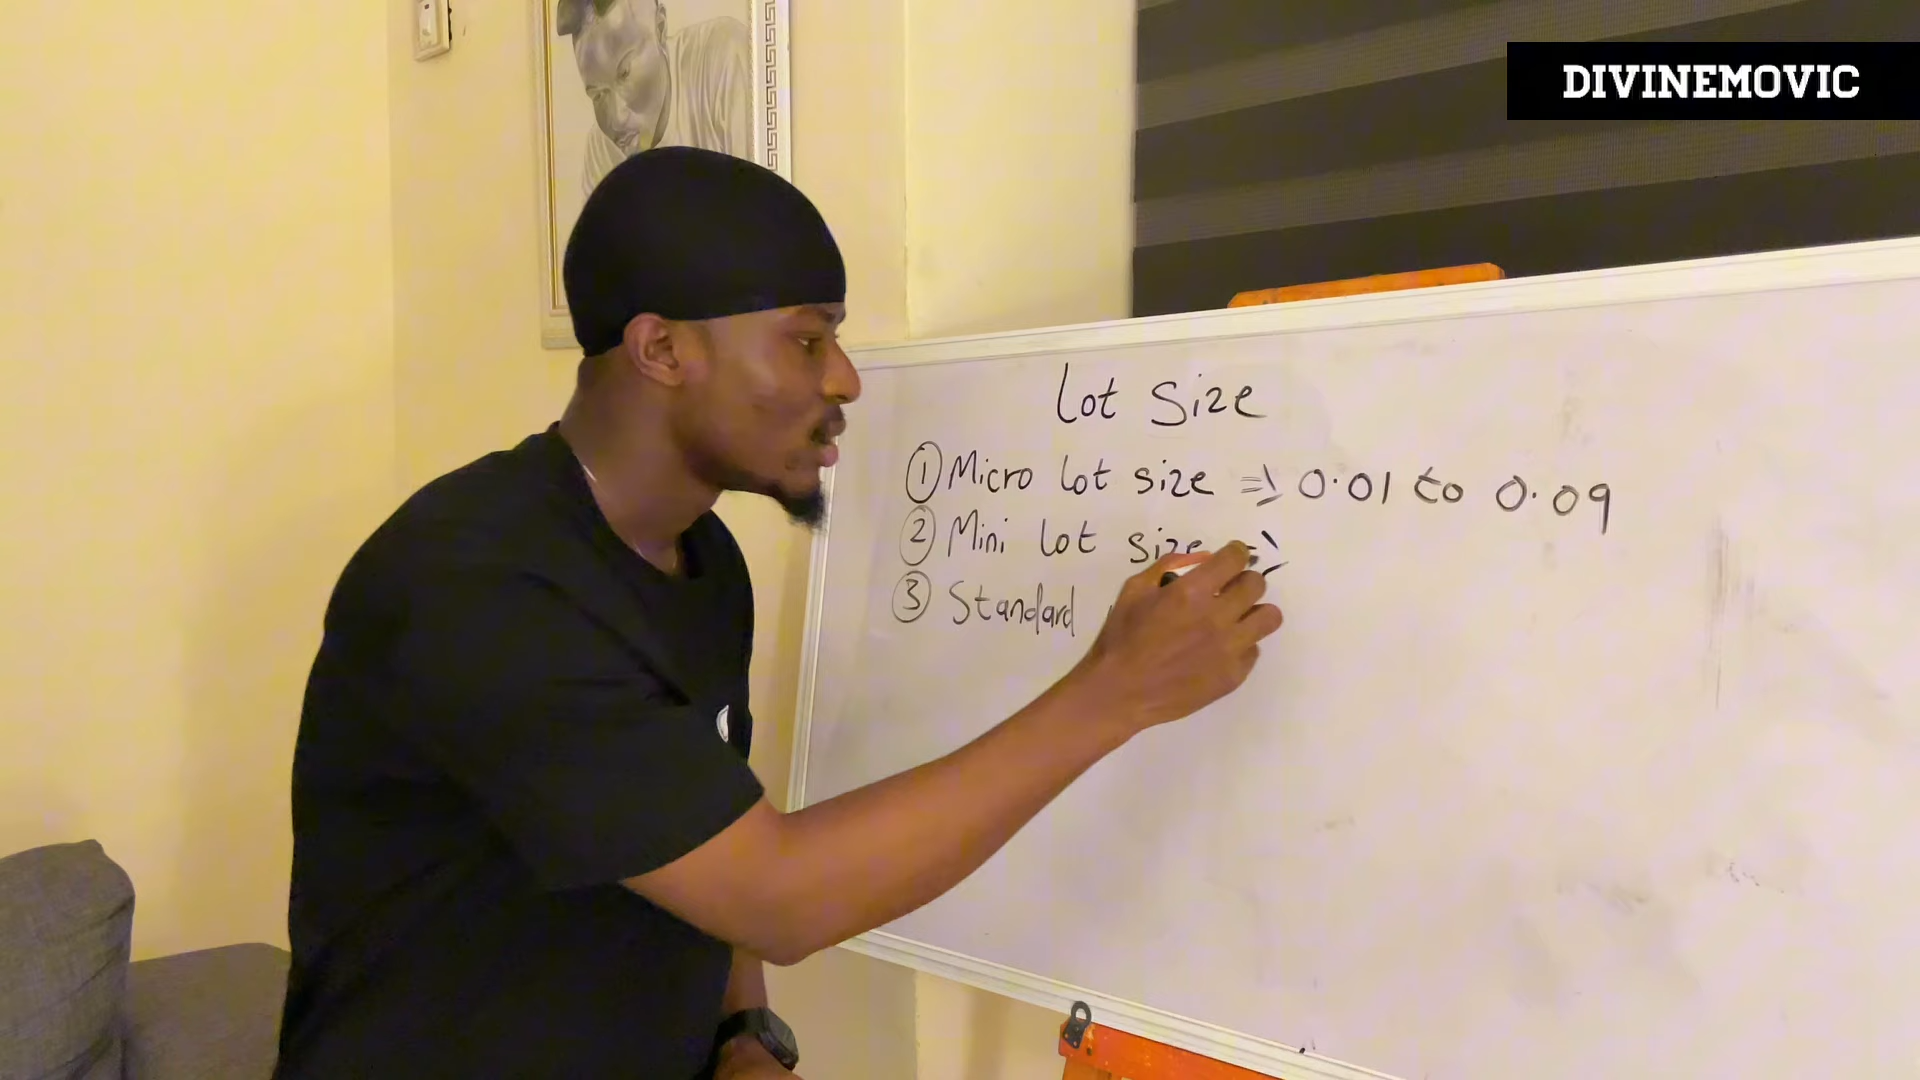 DIVINEMOVIC
Lot Size
① Micro lot size => 0.01 to 0.09
② Mini lot size =>
③ Standard